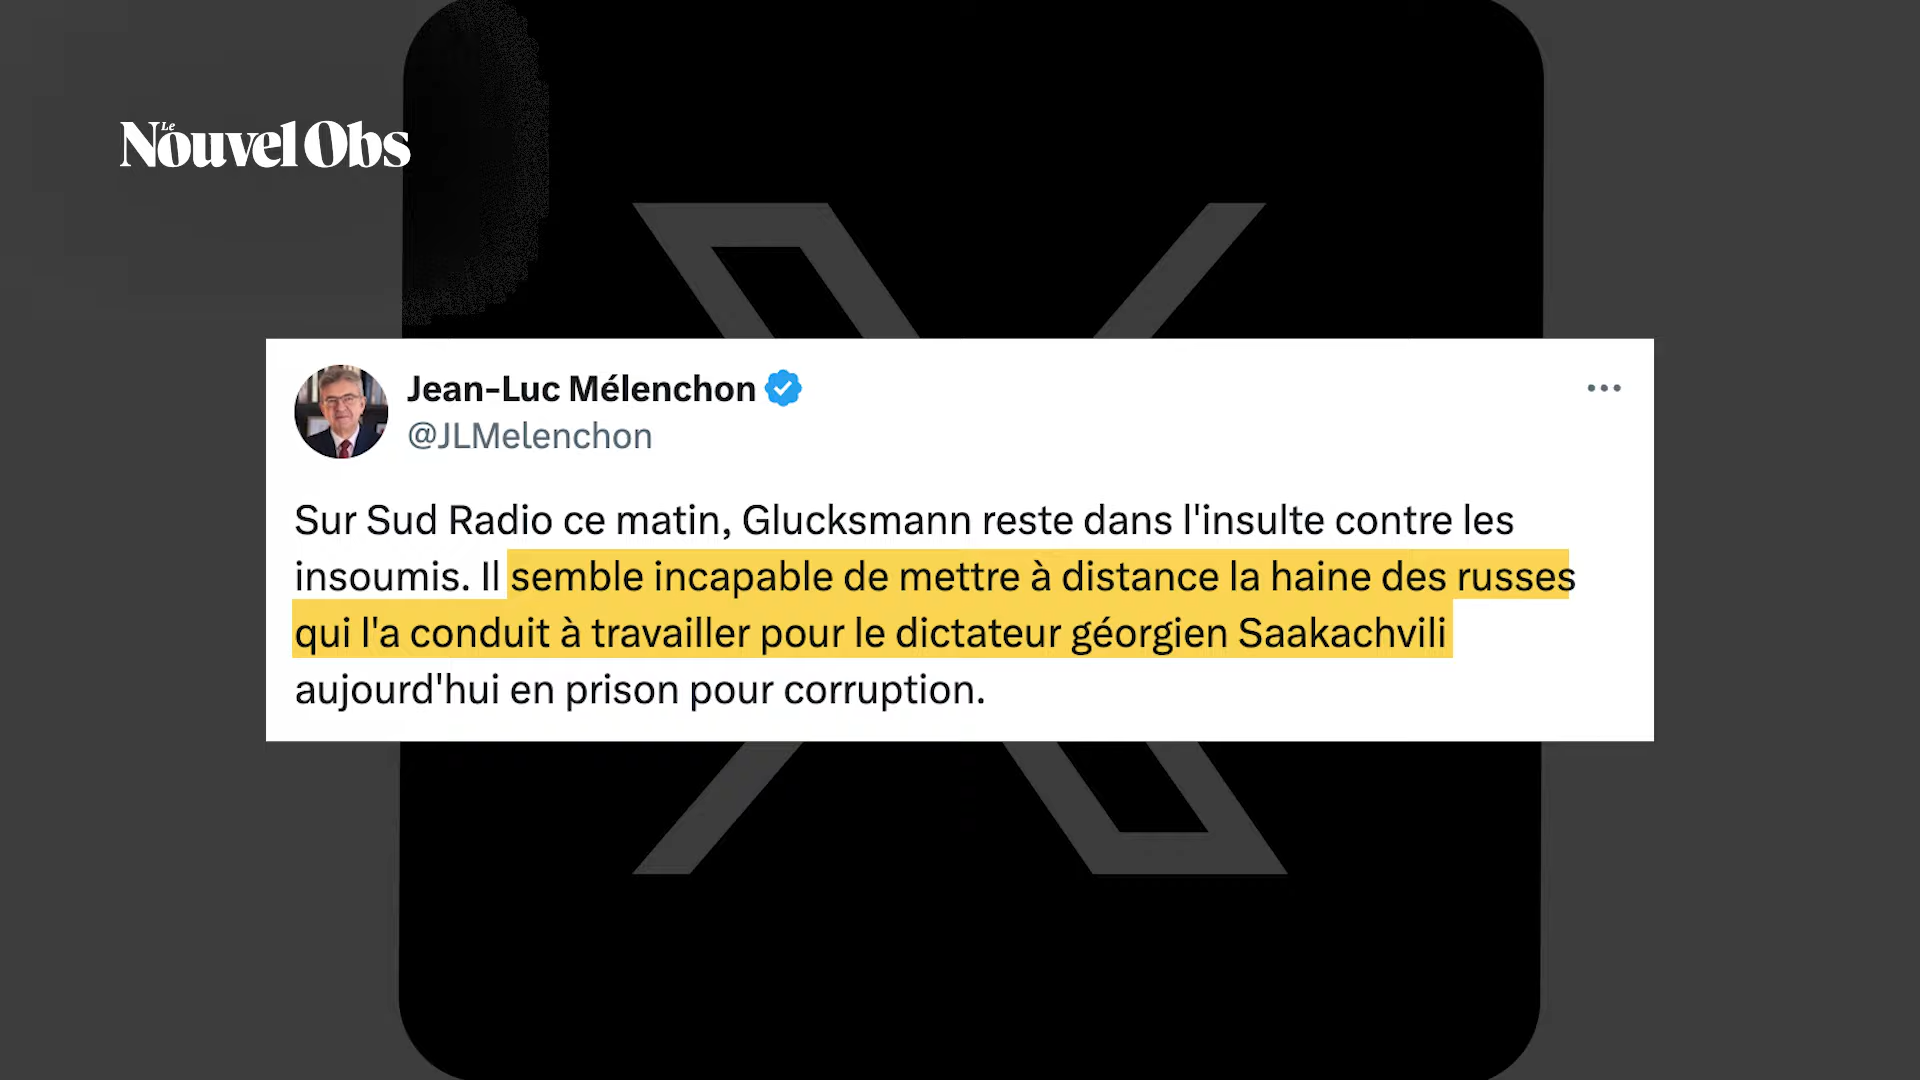 Le Nouvel Obs
Jean-Luc Mélenchon
@JLMelenchon
Sur Sud Radio ce matin, Glucksmann reste dans l'insulte contre les
insoumis. Il semble incapable de mettre à distance la haine des russes
qui l'a conduit à travailler pour le dictateur géorgien Saakachvili
aujourd'hui en prison pour corruption.